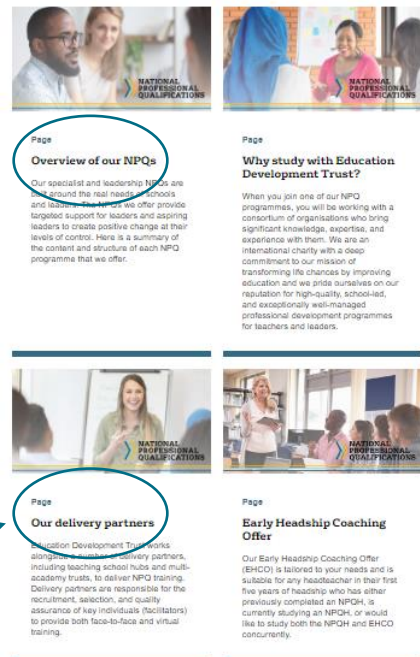 NATIONAL
PROFESSIONAL
QUALIFICATIONS
Page
Overview of our NPQs
Our specialist and leadership NPQs are
built around the real needs of schools
and leaders. The NPQs we offer provide
targeted support for leaders and aspiring
leaders to create positive change at their
levels of control. Here is a summary of
the content and structure of each NPQ
programme that we offer.
NATIONAL
PROFESSIONAL
QUALIFICATIONS
Page
Why study with Education
Development Trust?
When you join one of our NPQ
programmes, you will be working with a
consortium of organisations who bring
significant knowledge, expertise, and
experience with them. We are an
international charity with a deep
commitment to our mission of
transforming life chances by improving
education and we pride ourselves on our
reputation for high-quality, school-led,
and exceptionally well-managed
professional development programmes
for teachers and leaders.
NATIONAL
PROFESSIONAL
QUALIFICATIONS
Page
Our delivery partners
Education Development Trust works
alongside a number of delivery partners,
including teaching school hubs and multi-
academy trusts, to deliver NPQ training.
Delivery partners are responsible for the
recruitment, selection, and quality
assurance of key individuals (facilitators)
to provide both face-to-face and virtual
training.
NATIONAL
PROFESSIONAL
QUALIFICATIONS
Page
Early Headship Coaching
Offer
Our Early Headship Coaching Offer
(EHCO) is tailored to your needs and is
suitable for any headteacher in their first
five years of headship who has either
previously completed an NPQH, is
currently studying an NPQH, or would
like to study both the NPQH and EHCO
concurrently.